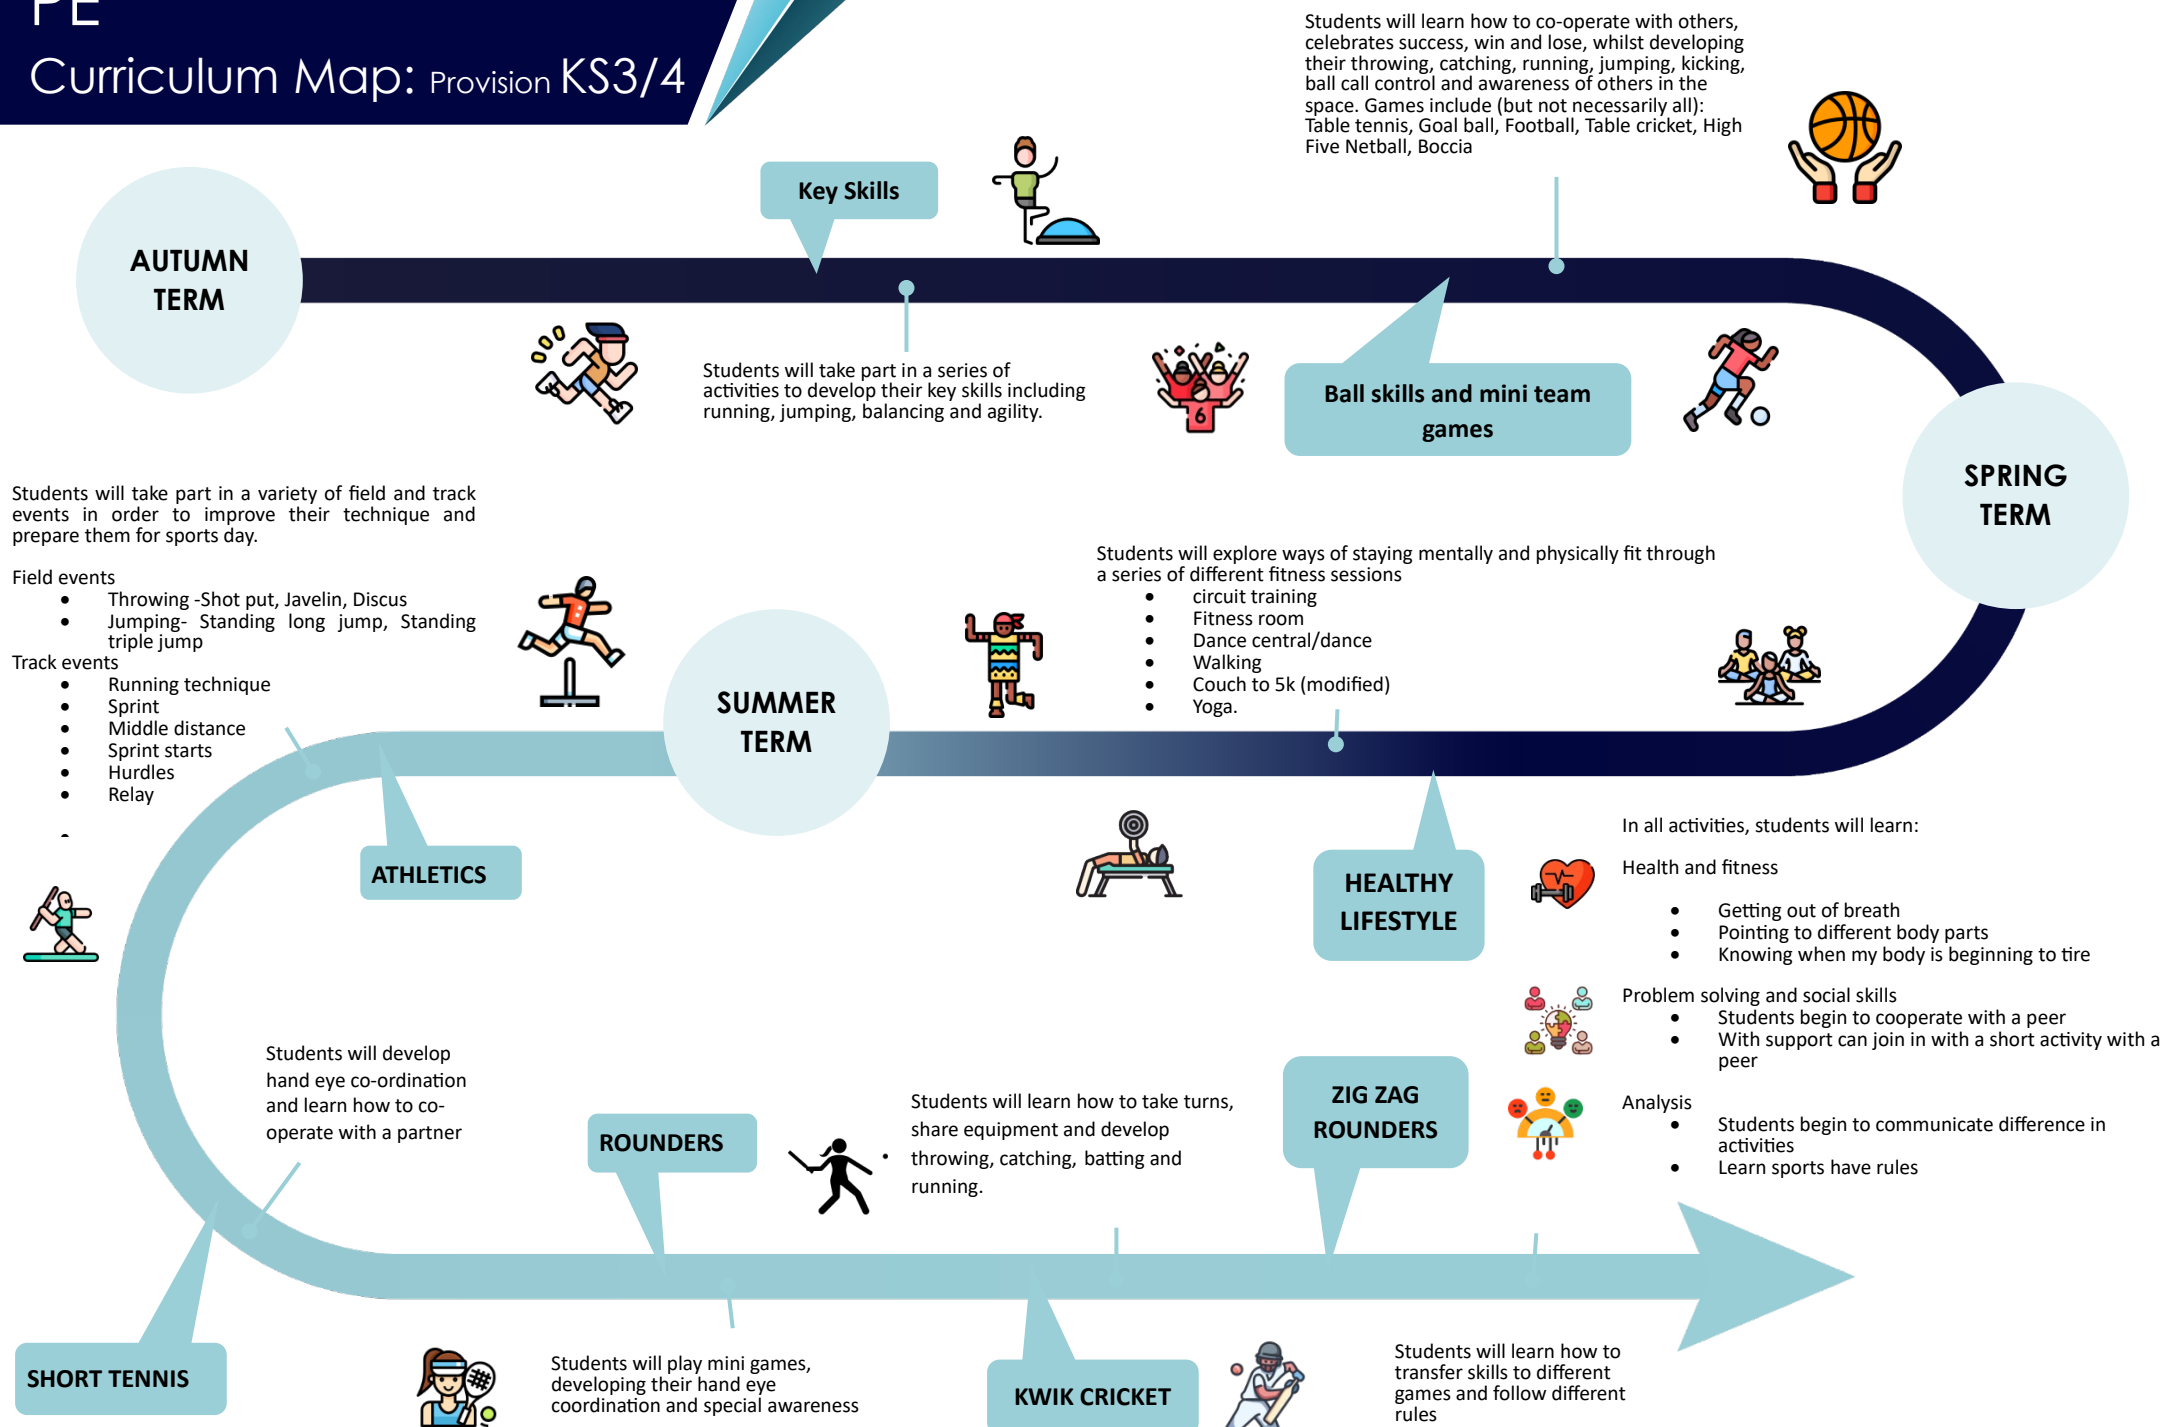 PE
Curriculum Map: Provision KS3/4
Students will learn how to co-operate with others,
celebrates success, win and lose, whilst developing
their throwing, catching, running, jumping, kicking,
ball call control and awareness of others in the
space. Games include (but not necessarily all):
Table tennis, Goal ball, Football, Table cricket, High
Five Netball, Boccia
Key Skills
AUTUMN
TERM
Students will take part in a series of
activities to develop their key skills including
running, jumping, balancing and agility.
6
Ball skills and mini team
games
SPRING
TERM
Students will explore ways of staying mentally and physically fit through
a series of different fitness sessions
• circuit training
• Fitness room
• Dance central/dance
• Walking
• Couch to 5k (modified)
• Yoga.
HEALTHY
LIFESTYLE
SUMMER
TERM
Students will take part in a variety of field and track
events in order to improve their technique and
prepare them for sports day.
Field events
• Throwing -Shot put, Javelin, Discus
• Jumping- Standing long jump, Standing
triple jump
Track events
• Running technique
• Sprint
• Middle distance
• Sprint starts
• Hurdles
• Relay
•
ATHLETICS
In all activities, students will learn:
Health and fitness
• Getting out of breath
• Pointing to different body parts
• Knowing when my body is beginning to tire
Problem solving and social skills
• Students begin to cooperate with a peer
• With support can join in with a short activity with a
peer
Analysis
• Students begin to communicate difference in
activities
• Learn sports have rules
Students will develop
hand eye co-ordination
and learn how to co-
operate with a partner
SHORT TENNIS
ROUNDERS
Students will play mini games,
developing their hand eye
coordination and special awareness
Students will learn how to take turns,
share equipment and develop
• throwing, catching, batting and
running.
KWIK CRICKET
ZIG ZAG
ROUNDERS
Students will learn how to
transfer skills to different
games and follow different
rules